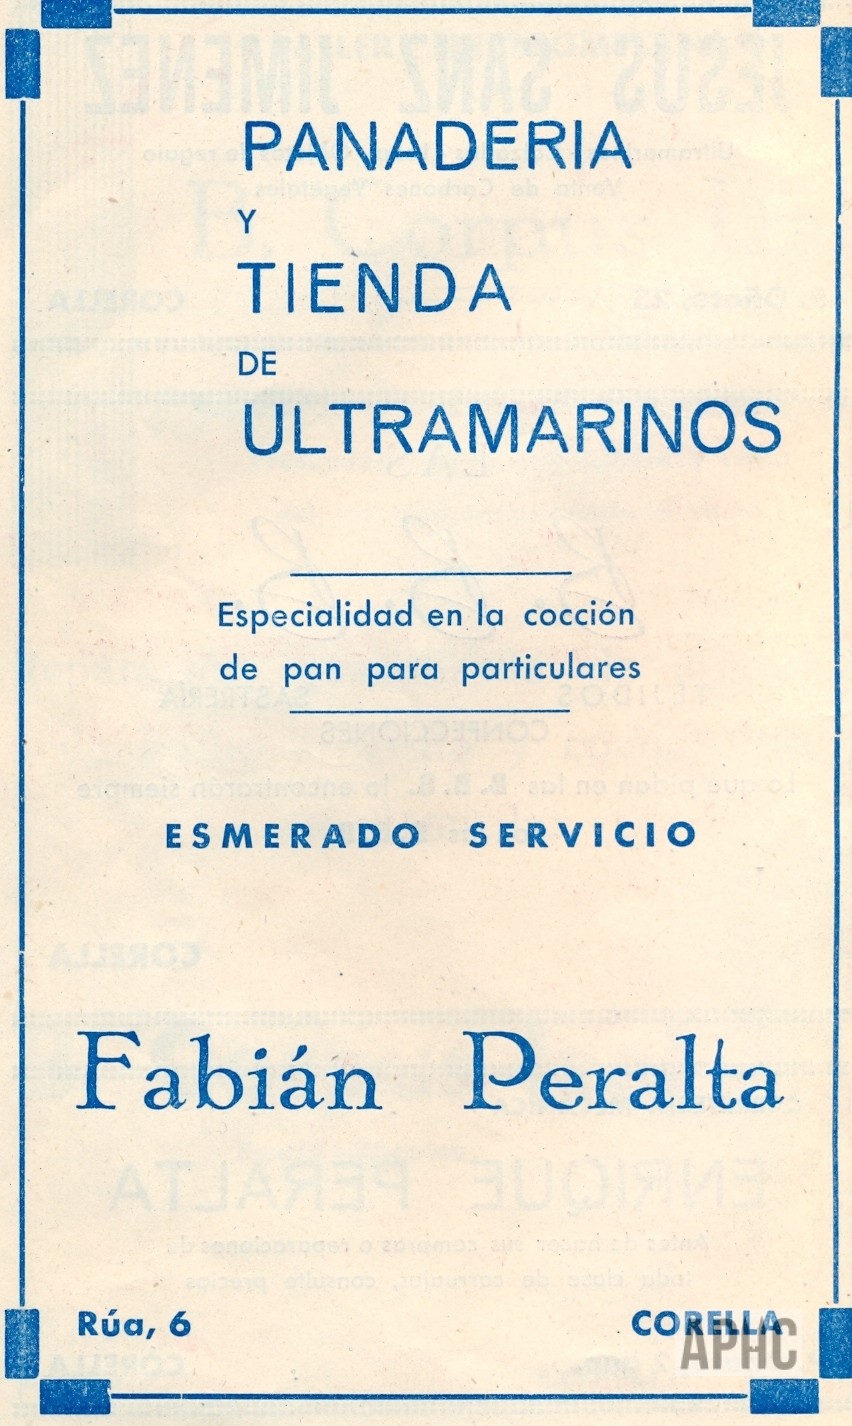 PANADERIA
Y
TIENDA
DE
ULTRAMARINOS
Especialidad en la cocción
de pan para particulares
ESMERADO SERVICIO
Fabián Peralta
Rúa, 6 CORELLA
APHC